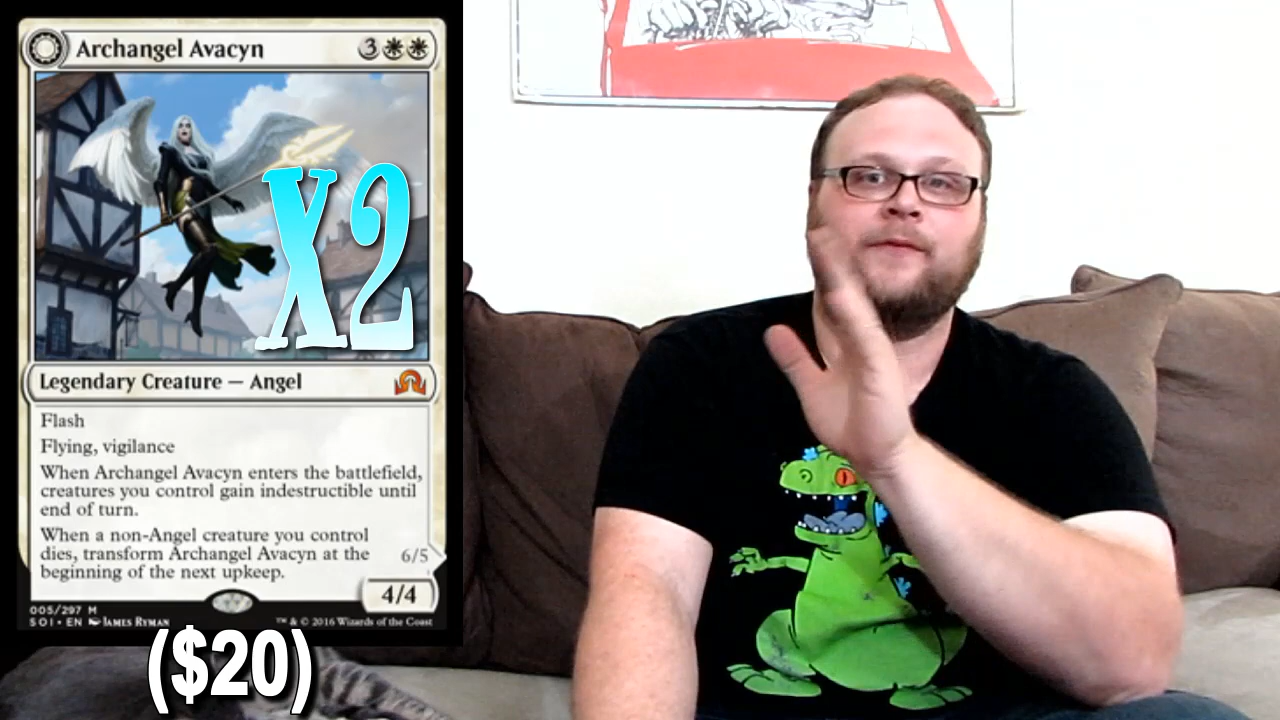 Archangel Avacyn 3
X2
Legendary Creature — Angel
Flash
Flying, vigilance
When Archangel Avacyn enters the battlefield,
creatures you control gain indestructible until
end of turn.
When a non-Angel creature you control
dies, transform Archangel Avacyn at the
beginning of the next upkeep.
6/5
4/4
005/297 M
SOI • EN James Ryman
™ & © 2016 Wizards of the Coast
($20)